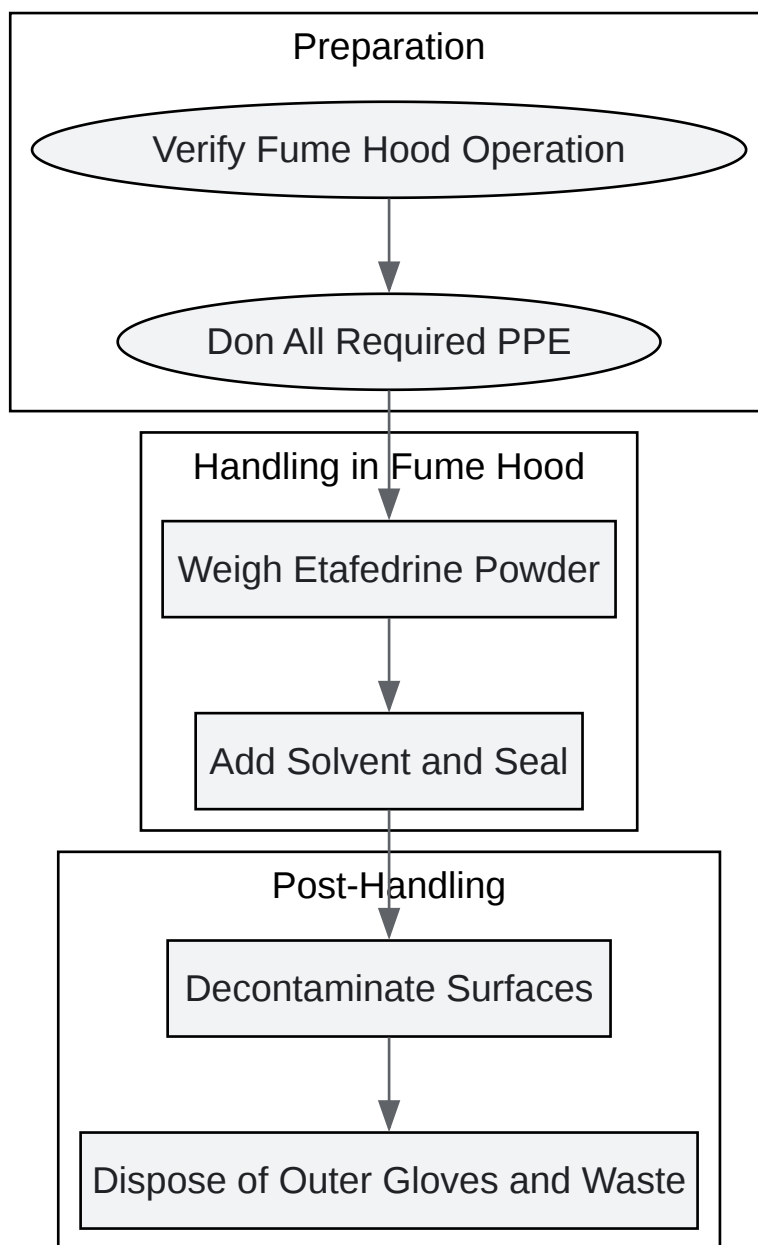 Preparation
Verify Fume Hood Operation
Don All Required PPE
Handling in Fume Hood
Weigh Etafedrine Powder
Add Solvent and Seal
Post-Handling
Decontaminate Surfaces
Dispose of Outer Gloves and Waste